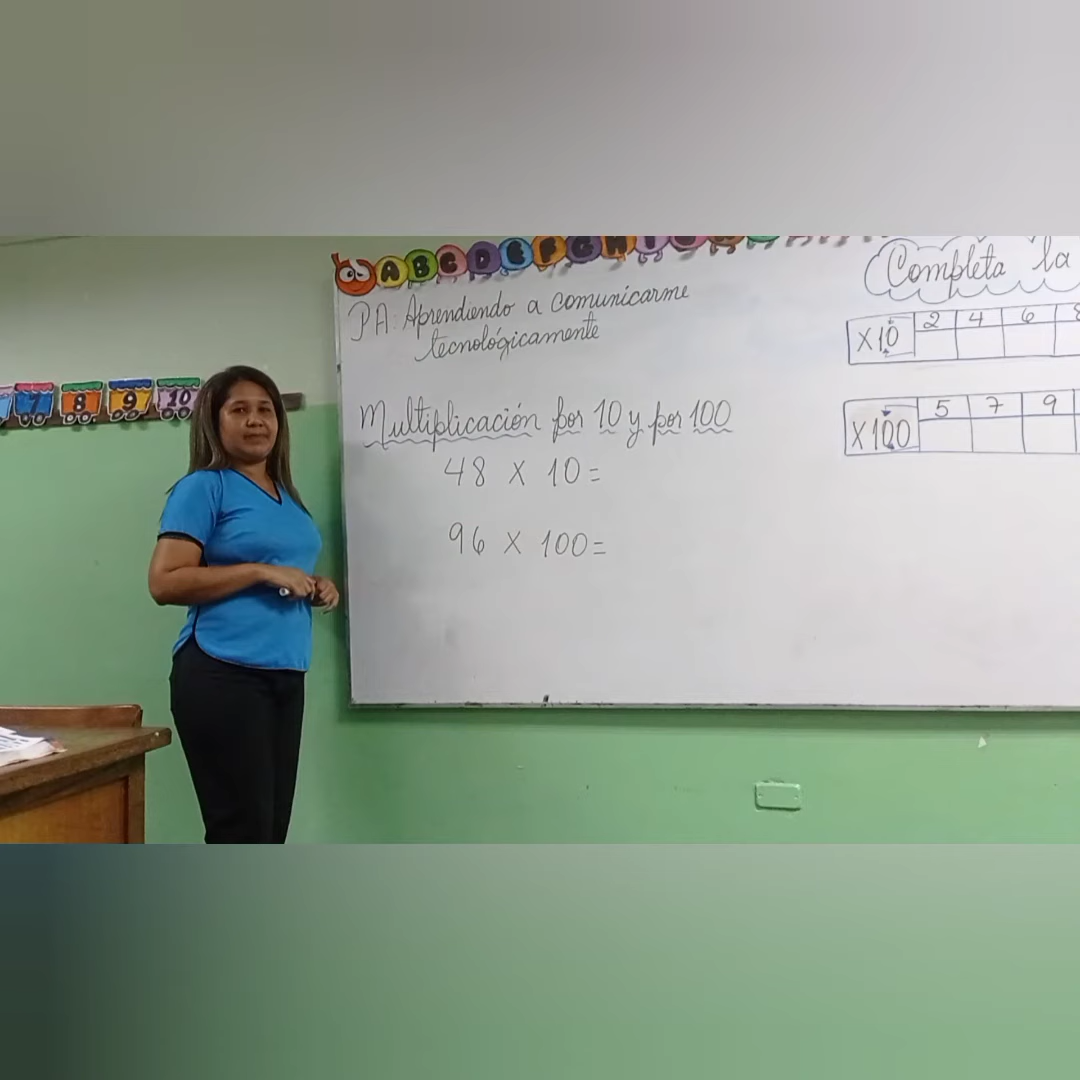 A B C D E F G H I
PA: Aprendiendo a comunicarme
tecnológicamente
Multiplicación por 10 y por 100
48 X 10=
96 X 100=
Completa la
X10 2 4 6 8
X100 5 7 9
7 8 9 10